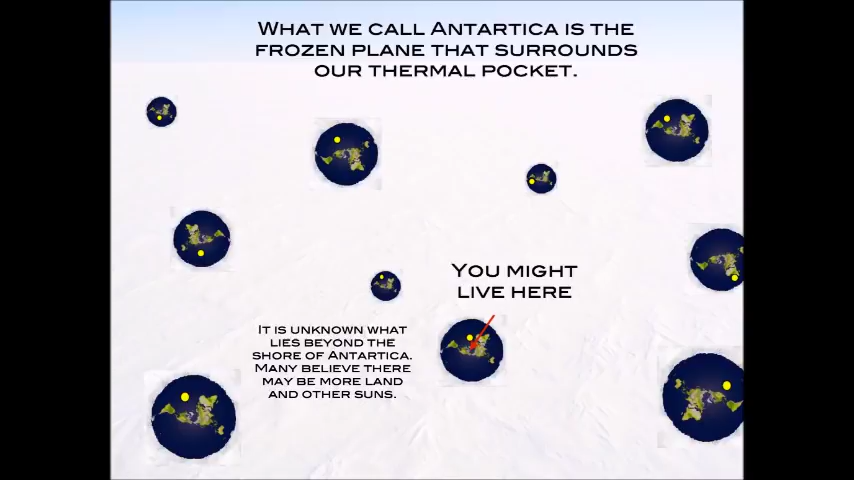 What we call Antartica is the
frozen plane that surrounds
our thermal pocket.
You might
live here
It is unknown what
lies beyond the
shore of Antartica.
Many believe there
may be more land
and other suns.